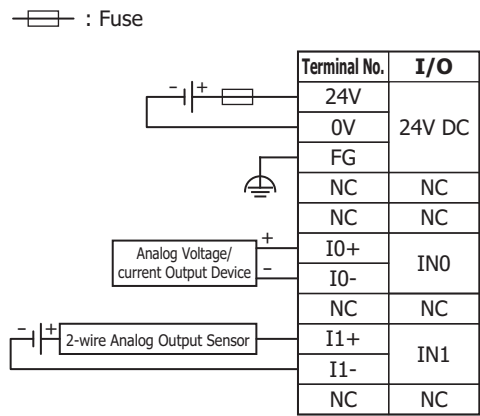 : Fuse
Terminal No. I/O
- + 24V
0V 24V DC
FG
NC NC
NC NC
Analog Voltage/
current Output Device
+ I0+
- I0-
IN0
NC NC
- + 2-wire Analog Output Sensor I1+
I1-
IN1
NC NC